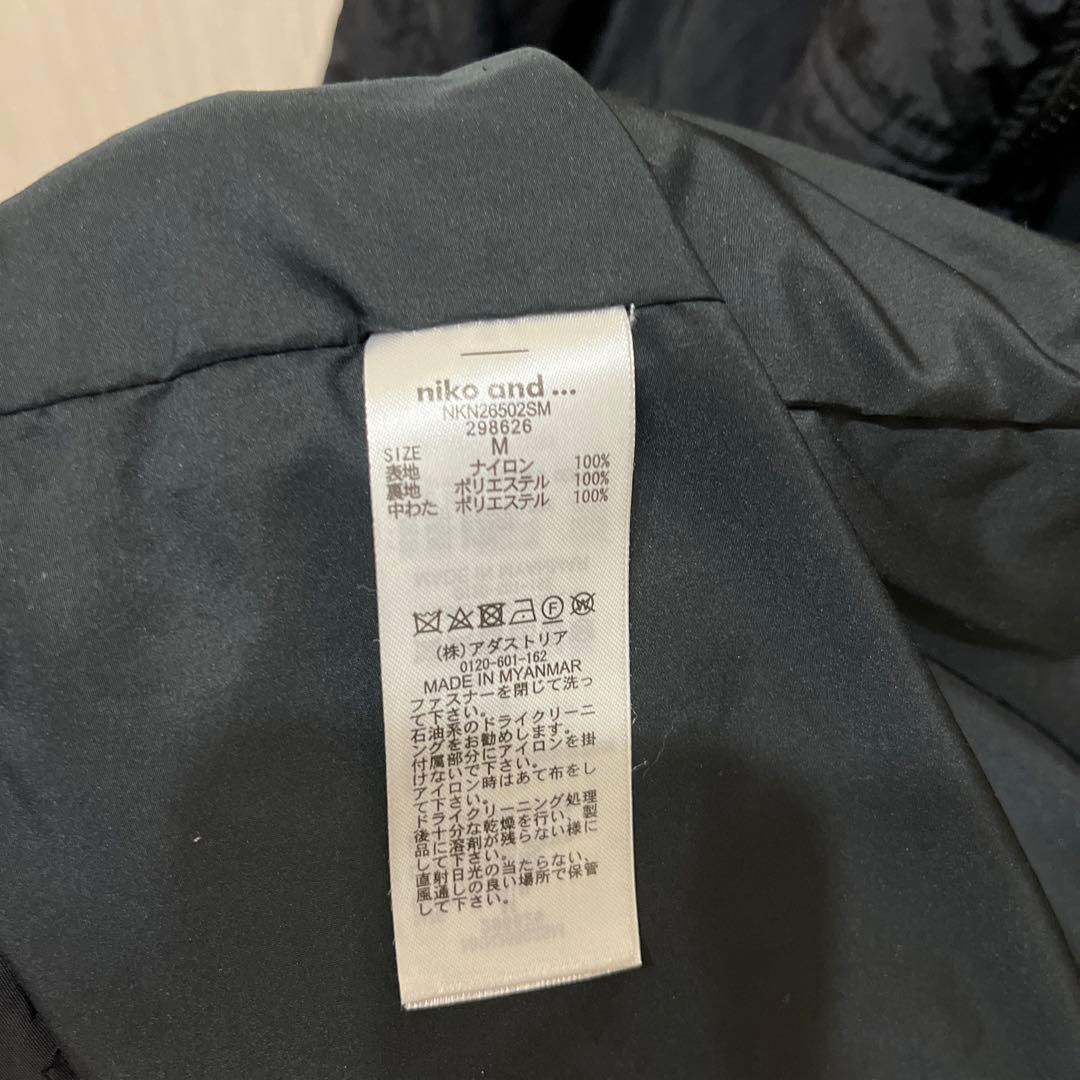 niko and ...
NKN26502SM
298626
SIZE M
表地 ナイロン 100%
裏地 ポリエステル 100%
中わた ポリエステル 100%
F W
(株)アダストリア
0120-601-162
MADE IN MYANMAR
ファスナーを閉じて洗っ
て下さい。
石油系のドライクリーニ
ングをお勧めします。
付属部分にアイロンを掛
けないで下さい。
アイロン時はあて布をし
て下さい。
ドライクリーニング処理
後十分な乾燥を行い、製
品に溶剤が残らない様に
して下さい。
直射日光の当たらない、
風通しの良い場所で保管
して下さい。